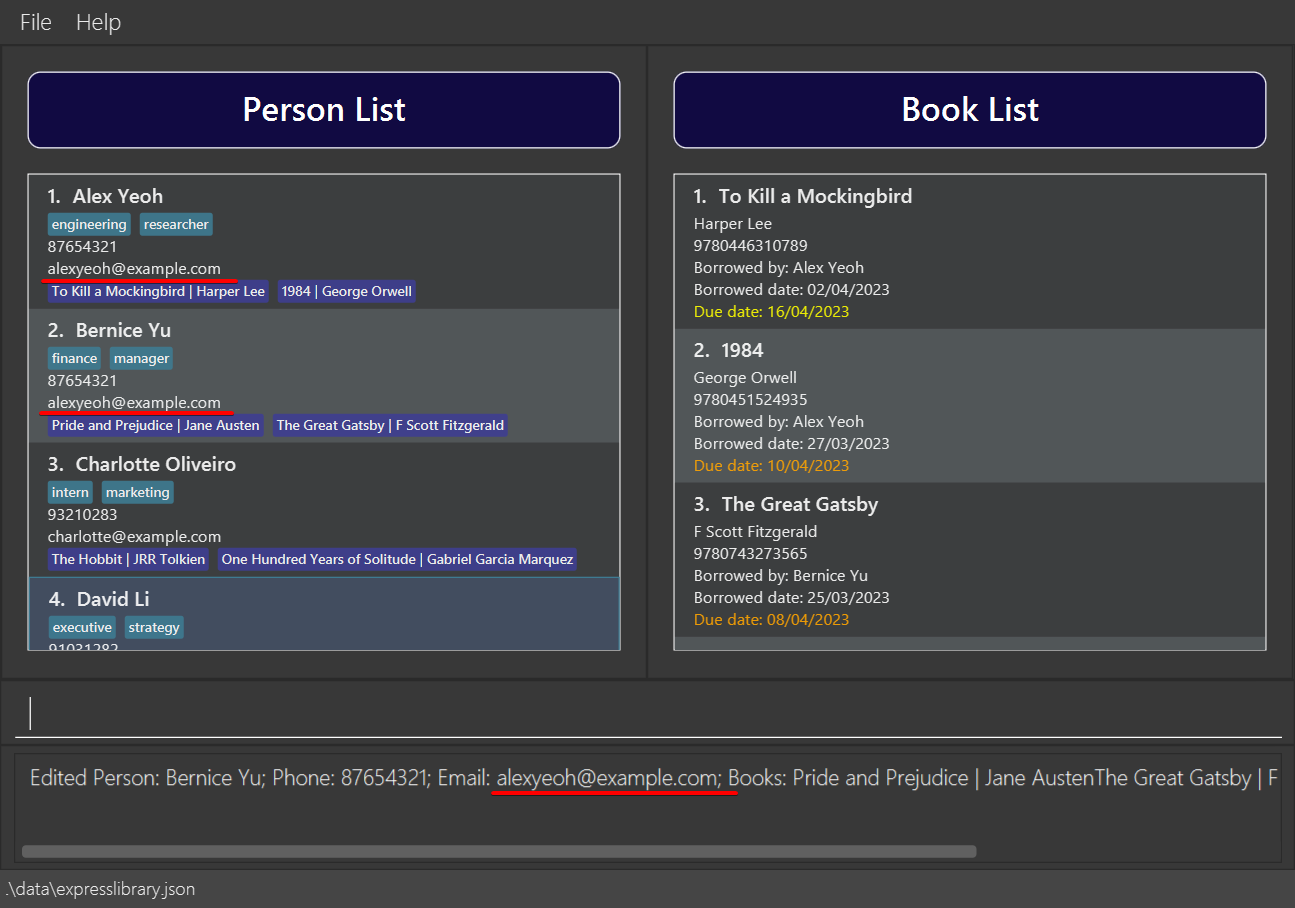 File Help
Person List
1. Alex Yeoh
engineering researcher
87654321
alexyeoh@example.com
To Kill a Mockingbird | Harper Lee 1984 | George Orwell
2. Bernice Yu
finance manager
87654321
alexyeoh@example.com
Pride and Prejudice | Jane Austen The Great Gatsby | F Scott Fitzgerald
3. Charlotte Oliveiro
intern marketing
93210283
charlotte@example.com
The Hobbit | JRR Tolkien One Hundred Years of Solitude | Gabriel Garcia Marquez
4. David Li
executive strategy
91031282
Book List
1. To Kill a Mockingbird
Harper Lee
9780446310789
Borrowed by: Alex Yeoh
Borrowed date: 02/04/2023
Due date: 16/04/2023
2. 1984
George Orwell
9780451524935
Borrowed by: Alex Yeoh
Borrowed date: 27/03/2023
Due date: 10/04/2023
3. The Great Gatsby
F Scott Fitzgerald
9780743273565
Borrowed by: Bernice Yu
Borrowed date: 25/03/2023
Due date: 08/04/2023
Edited Person: Bernice Yu; Phone: 87654321; Email: alexyeoh@example.com; Books: Pride and Prejudice | Jane AustenThe Great Gatsby | F
.\data\expresslibrary.json